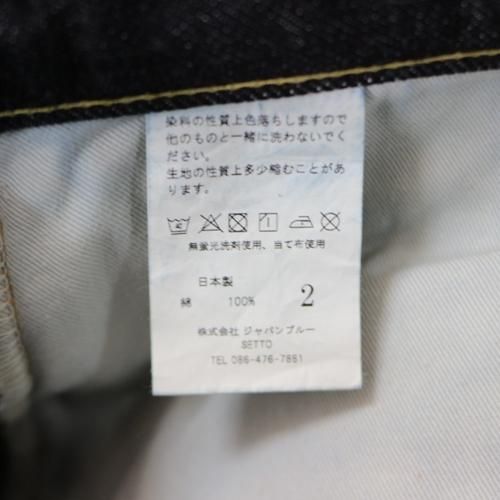 染料の性質上色落ちしますので
他のものと一緒に洗わないでく
ださい。
生地の性質上多少縮むことがあ
ります。
無蛍光洗剤使用、当て布使用
日本製
綿 100% 2
株式会社 ジャパンブルー
SETTO
TEL 086-476-7851